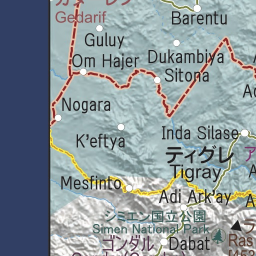 Gedarif
Barentu
Guluy
Dukambiya
Om Hajer
Sitona
Nogara
K'eftya
Inda Silase
ティグレ
Tigray
Mesfinto
Adi Ark'ay
シミエン国立公園
Simen National Park
ゴンダル
Dabat
Ras